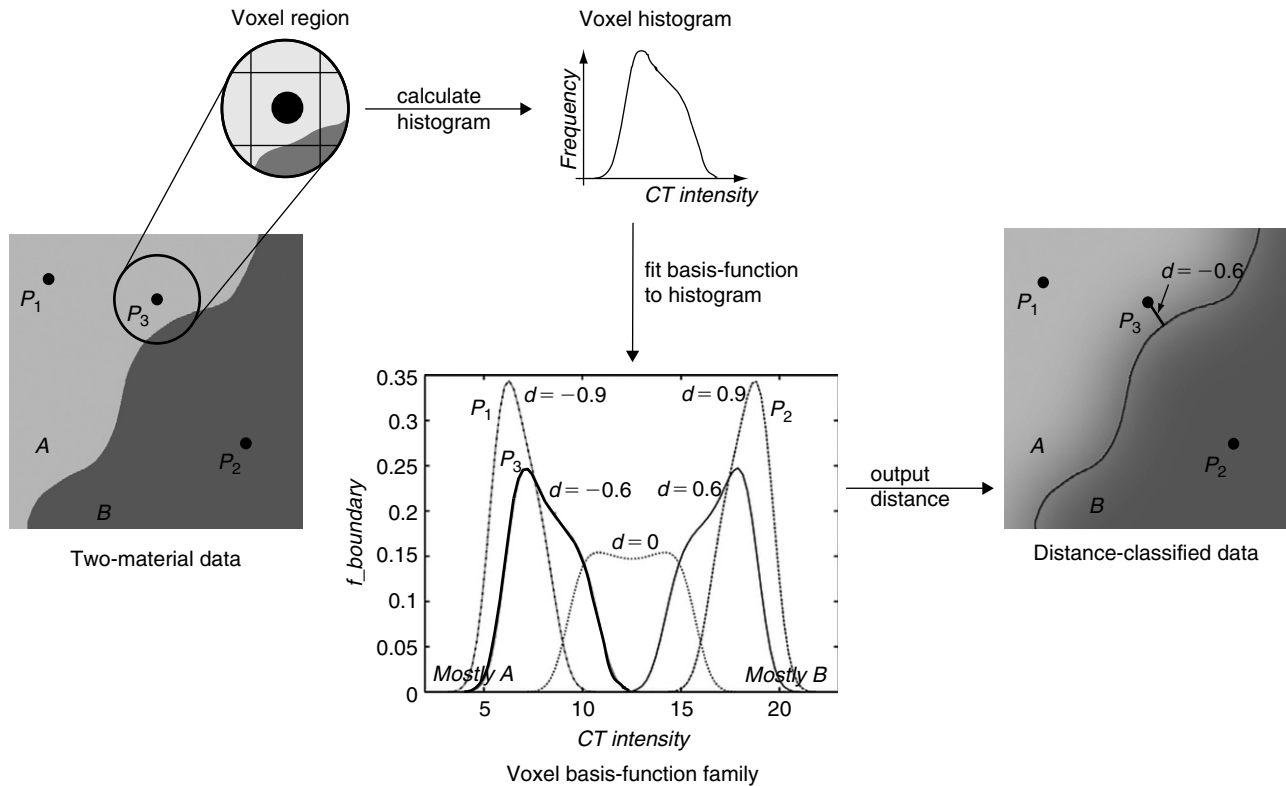 Voxel region
Voxel histogram
calculate
histogram
Frequency
CT intensity
P1
P3
A
P2
B
Two-material data
fit basis-function
to histogram
0.35
0.3
0.25
0.2
0.15
0.1
0.05
0
f_boundary
P1
d = −0.9
d = 0.9
P2
P3
d = −0.6
d = 0.6
d = 0
Mostly A
Mostly B
5
10
15
20
CT intensity
Voxel basis-function family
output
distance
d = −0.6
P1
P3
A
P2
B
Distance-classified data